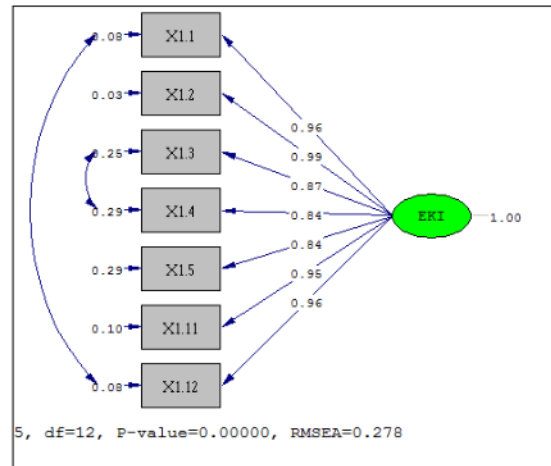 0.08 X1.1
0.03 X1.2
0.96
0.25 X1.3
0.99
0.87
0.29 X1.4
0.84
EKI
1.00
0.29 X1.5
0.84
0.95
0.10 X1.11
0.96
0.08 X1.12
5, df=12, P-value=0.00000, RMSEA=0.278